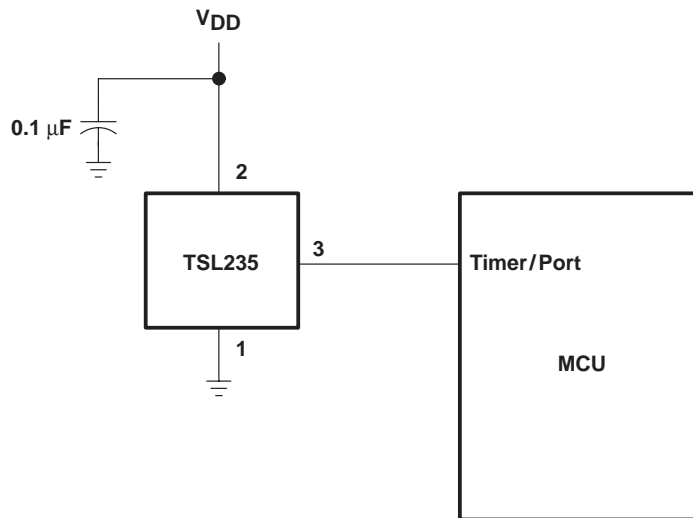 VDD
0.1 μF
2
TSL235
3
Timer/Port
1
MCU